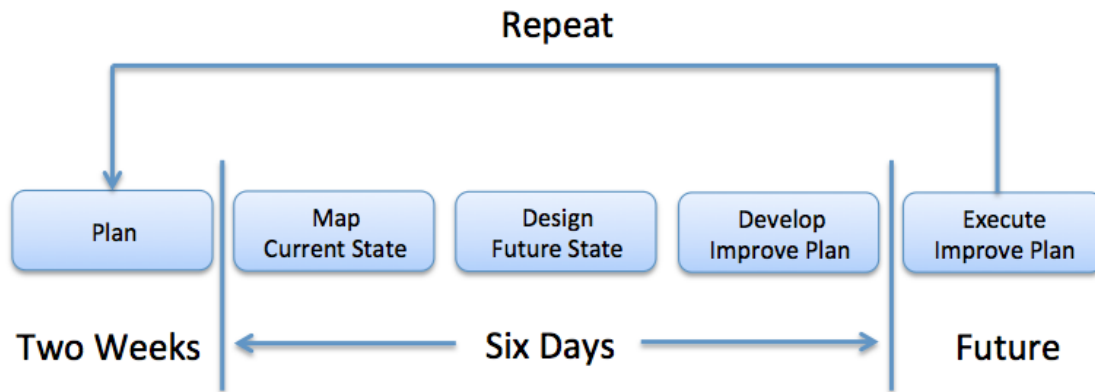 Repeat
Plan
Map
Current State
Design
Future State
Develop
Improve Plan
Execute
Improve Plan
Two Weeks
Six Days
Future